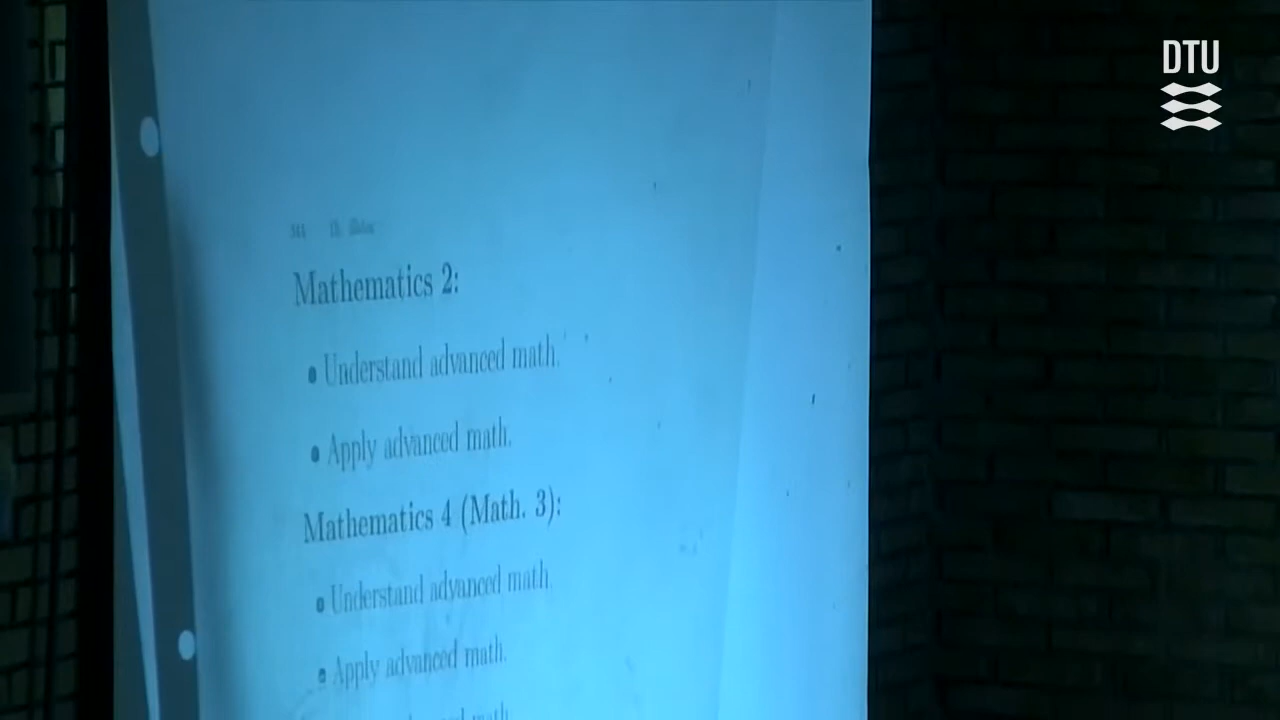 DTU
Mathematics 2:
• Understand advanced math.
• Apply advanced math.
Mathematics 4 (Math. 3):
• Understand advanced math.
• Apply advanced math.
math.